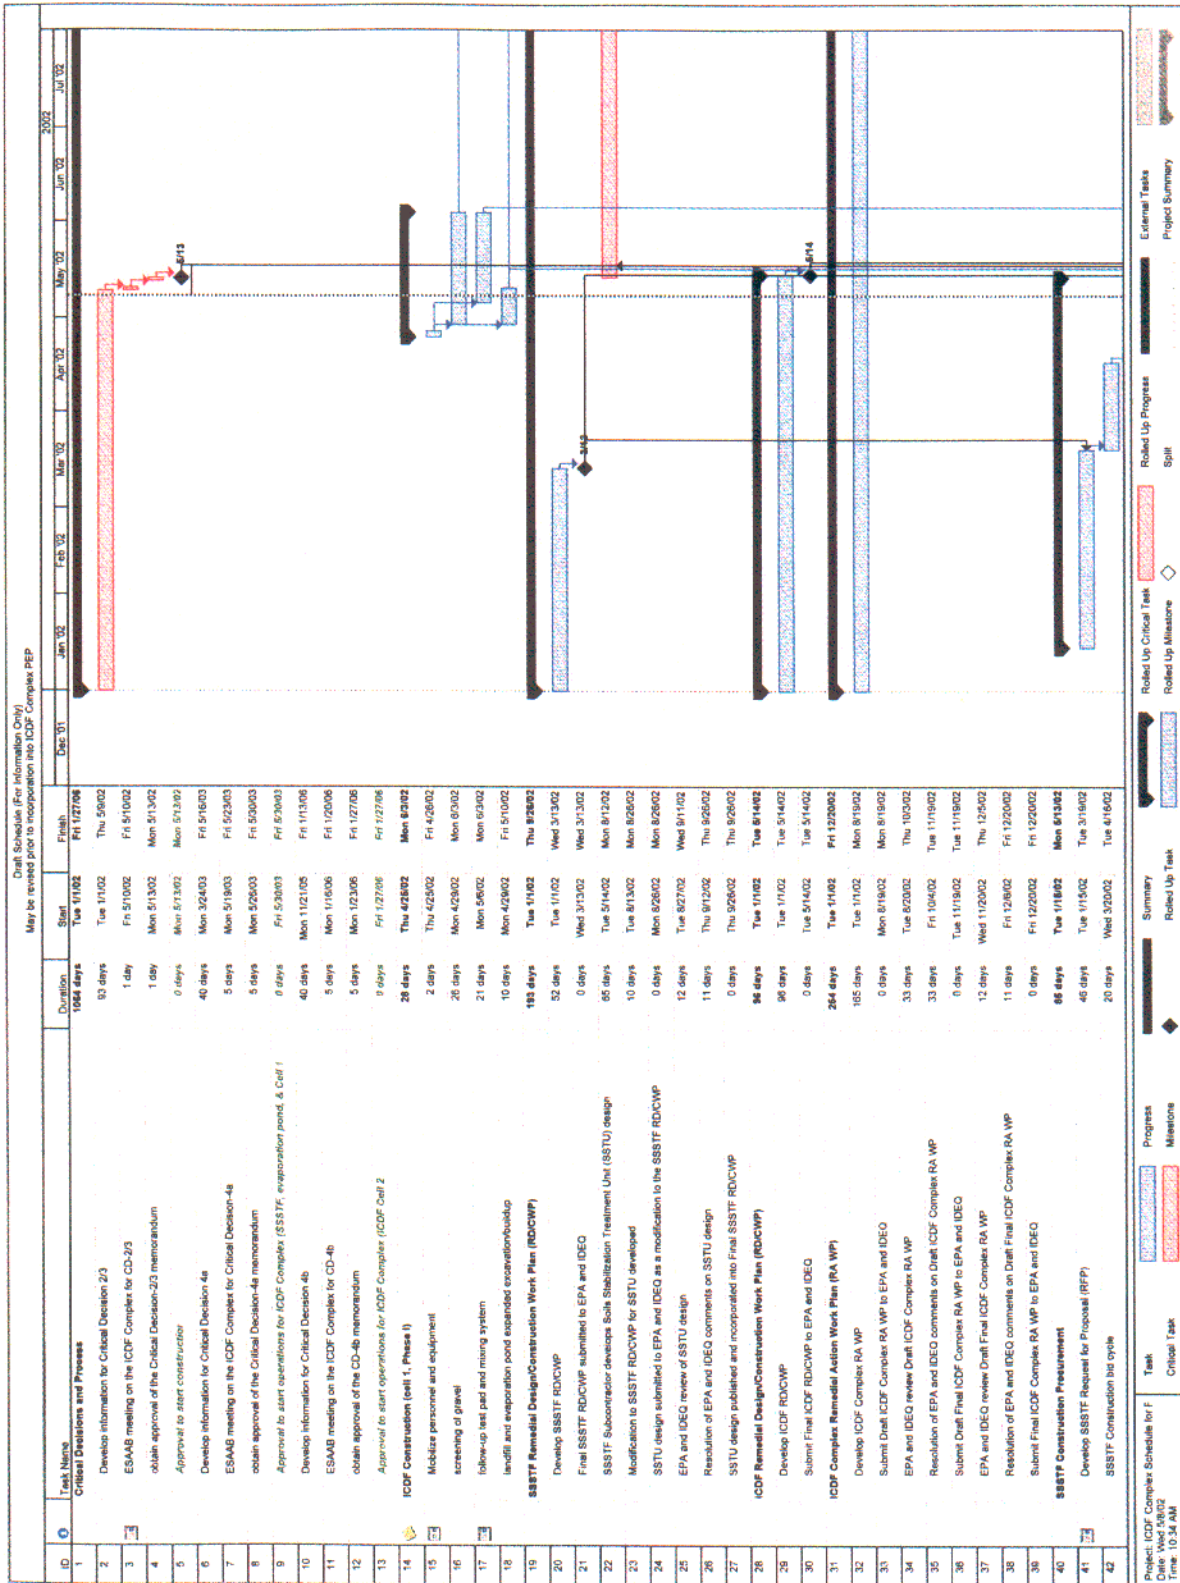 Draft Schedule (For Information Only)
May be revised prior to incorporation into ICDF Complex PEP
2002
ID Task Name Duration Start Finish Dec '01 Jan '02 Feb '02 Mar '02 Apr '02 May '02 Jun '02 Jul '02
1 Critical Decisions and Process 1064 days Tue 1/1/02 Fri 1/27/06
2 Develop information for Critical Decision 2/3 93 days Tue 1/1/02 Thu 5/9/02
3 ESAAB meeting on the ICDF Complex for CD-2/3 1 day Fri 5/10/02 Fri 5/10/02
4 obtain approval of the Critical Decision-2/3 memorandum 1 day Mon 5/13/02 Mon 5/13/02
5 Approval to start construction 0 days Mon 5/13/02 Mon 5/13/02 5/13
6 Develop information for Critical Decision 4a 40 days Mon 3/24/03 Fri 5/16/03
7 ESAAB meeting on the ICDF Complex for Critical Decision-4a 5 days Mon 5/19/03 Fri 5/23/03
8 obtain approval of the Critical Decision-4a memorandum 5 days Mon 5/26/03 Fri 5/30/03
9 Approval to start operations for ICDF Complex (SSSTF, evaporation pond, & Cell 1 0 days Fri 5/30/03 Fri 5/30/03
10 Develop information for Critical Decision 4b 40 days Mon 11/21/05 Fri 1/13/06
11 ESAAB meeting on the ICDF Complex for CD-4b 5 days Mon 1/16/06 Fri 1/20/06
12 obtain approval of the CD-4b memorandum 5 days Mon 1/23/06 Fri 1/27/06
13 Approval to start operations for ICDF Complex (ICDF Cell 2 0 days Fri 1/27/06 Fri 1/27/06
14 ICDF Construction (cell 1, Phase I) 28 days Thu 4/25/02 Mon 6/3/02
15 Mobilize personnel and equipment 2 days Thu 4/25/02 Fri 4/26/02
16 screening of gravel 26 days Mon 4/29/02 Mon 6/3/02
17 follow-up test pad and mixing system 21 days Mon 5/6/02 Mon 6/3/02
18 landfill and evaporation pond expanded excavation/buildup 10 days Mon 4/29/02 Fri 5/10/02
19 SSSTF Remedial Design/Construction Work Plan (RD/CWP) 193 days Tue 1/1/02 Thu 9/26/02
20 Develop SSSTF RD/CWP 52 days Tue 1/1/02 Wed 3/13/02
21 Final SSSTF RD/CWP submitted to EPA and IDEQ 0 days Wed 3/13/02 Wed 3/13/02 3/13
22 SSSTF Subcontractor develops Soils Stabilization Treatment Unit (SSTU) design 65 days Tue 5/14/02 Mon 8/12/02
23 Modification to SSSTF RD/CWP for SSTU developed 10 days Tue 8/13/02 Mon 8/26/02
24 SSTU design submitted to EPA and IDEQ as a modification to the SSSTF RD/CWP 0 days Mon 8/26/02 Mon 8/26/02
25 EPA and IDEQ review of SSTU design 12 days Tue 8/27/02 Wed 9/11/02
26 Resolution of EPA and IDEQ comments on SSTU design 11 days Thu 9/12/02 Thu 9/26/02
27 SSTU design published and incorporated into Final SSSTF RD/CWP 0 days Thu 9/26/02 Thu 9/26/02
28 ICDF Remedial Design/Construction Work Plan (RD/CWP) 96 days Tue 1/1/02 Tue 5/14/02
29 Develop ICDF RD/CWP 96 days Tue 1/1/02 Tue 5/14/02
30 Submit Final ICDF RD/CWP to EPA and IDEQ 0 days Tue 5/14/02 Tue 5/14/02 5/14
31 ICDF Complex Remedial Action Work Plan (RA WP) 254 days Tue 1/1/02 Fri 12/20/02
32 Develop ICDF Complex RA WP 165 days Tue 1/1/02 Mon 8/19/02
33 Submit Draft ICDF Complex RA WP to EPA and IDEQ 0 days Mon 8/19/02 Mon 8/19/02
34 EPA and IDEQ review Draft ICDF Complex RA WP 33 days Tue 8/20/02 Thu 10/3/02
35 Resolution of EPA and IDEQ comments on Draft ICDF Complex RA WP 33 days Fri 10/4/02 Tue 11/19/02
36 Submit Draft Final ICDF Complex RA WP to EPA and IDEQ 0 days Tue 11/19/02 Tue 11/19/02
37 EPA and IDEQ review Draft Final ICDF Complex RA WP 12 days Wed 11/20/02 Thu 12/5/02
38 Resolution of EPA and IDEQ comments on Draft Final ICDF Complex RA WP 11 days Fri 12/6/02 Fri 12/20/02
39 Submit Final ICDF Complex RA WP to EPA and IDEQ 0 days Fri 12/20/02 Fri 12/20/02
40 SSSTF Construction Procurement 85 days Tue 1/15/02 Mon 5/13/02
41 Develop SSSTF Request for Proposal (RFP) 46 days Tue 1/15/02 Tue 3/19/02
42 SSSTF Construction bid cycle 20 days Wed 3/20/02 Tue 4/16/02
Project: ICDF Complex Schedule for F
Date: Wed 5/8/02
Time: 10:34 AM
Task Progress Summary Rolled Up Critical Task Rolled Up Progress External Tasks
Critical Task Milestone Rolled Up Task Rolled Up Milestone Split Project Summary